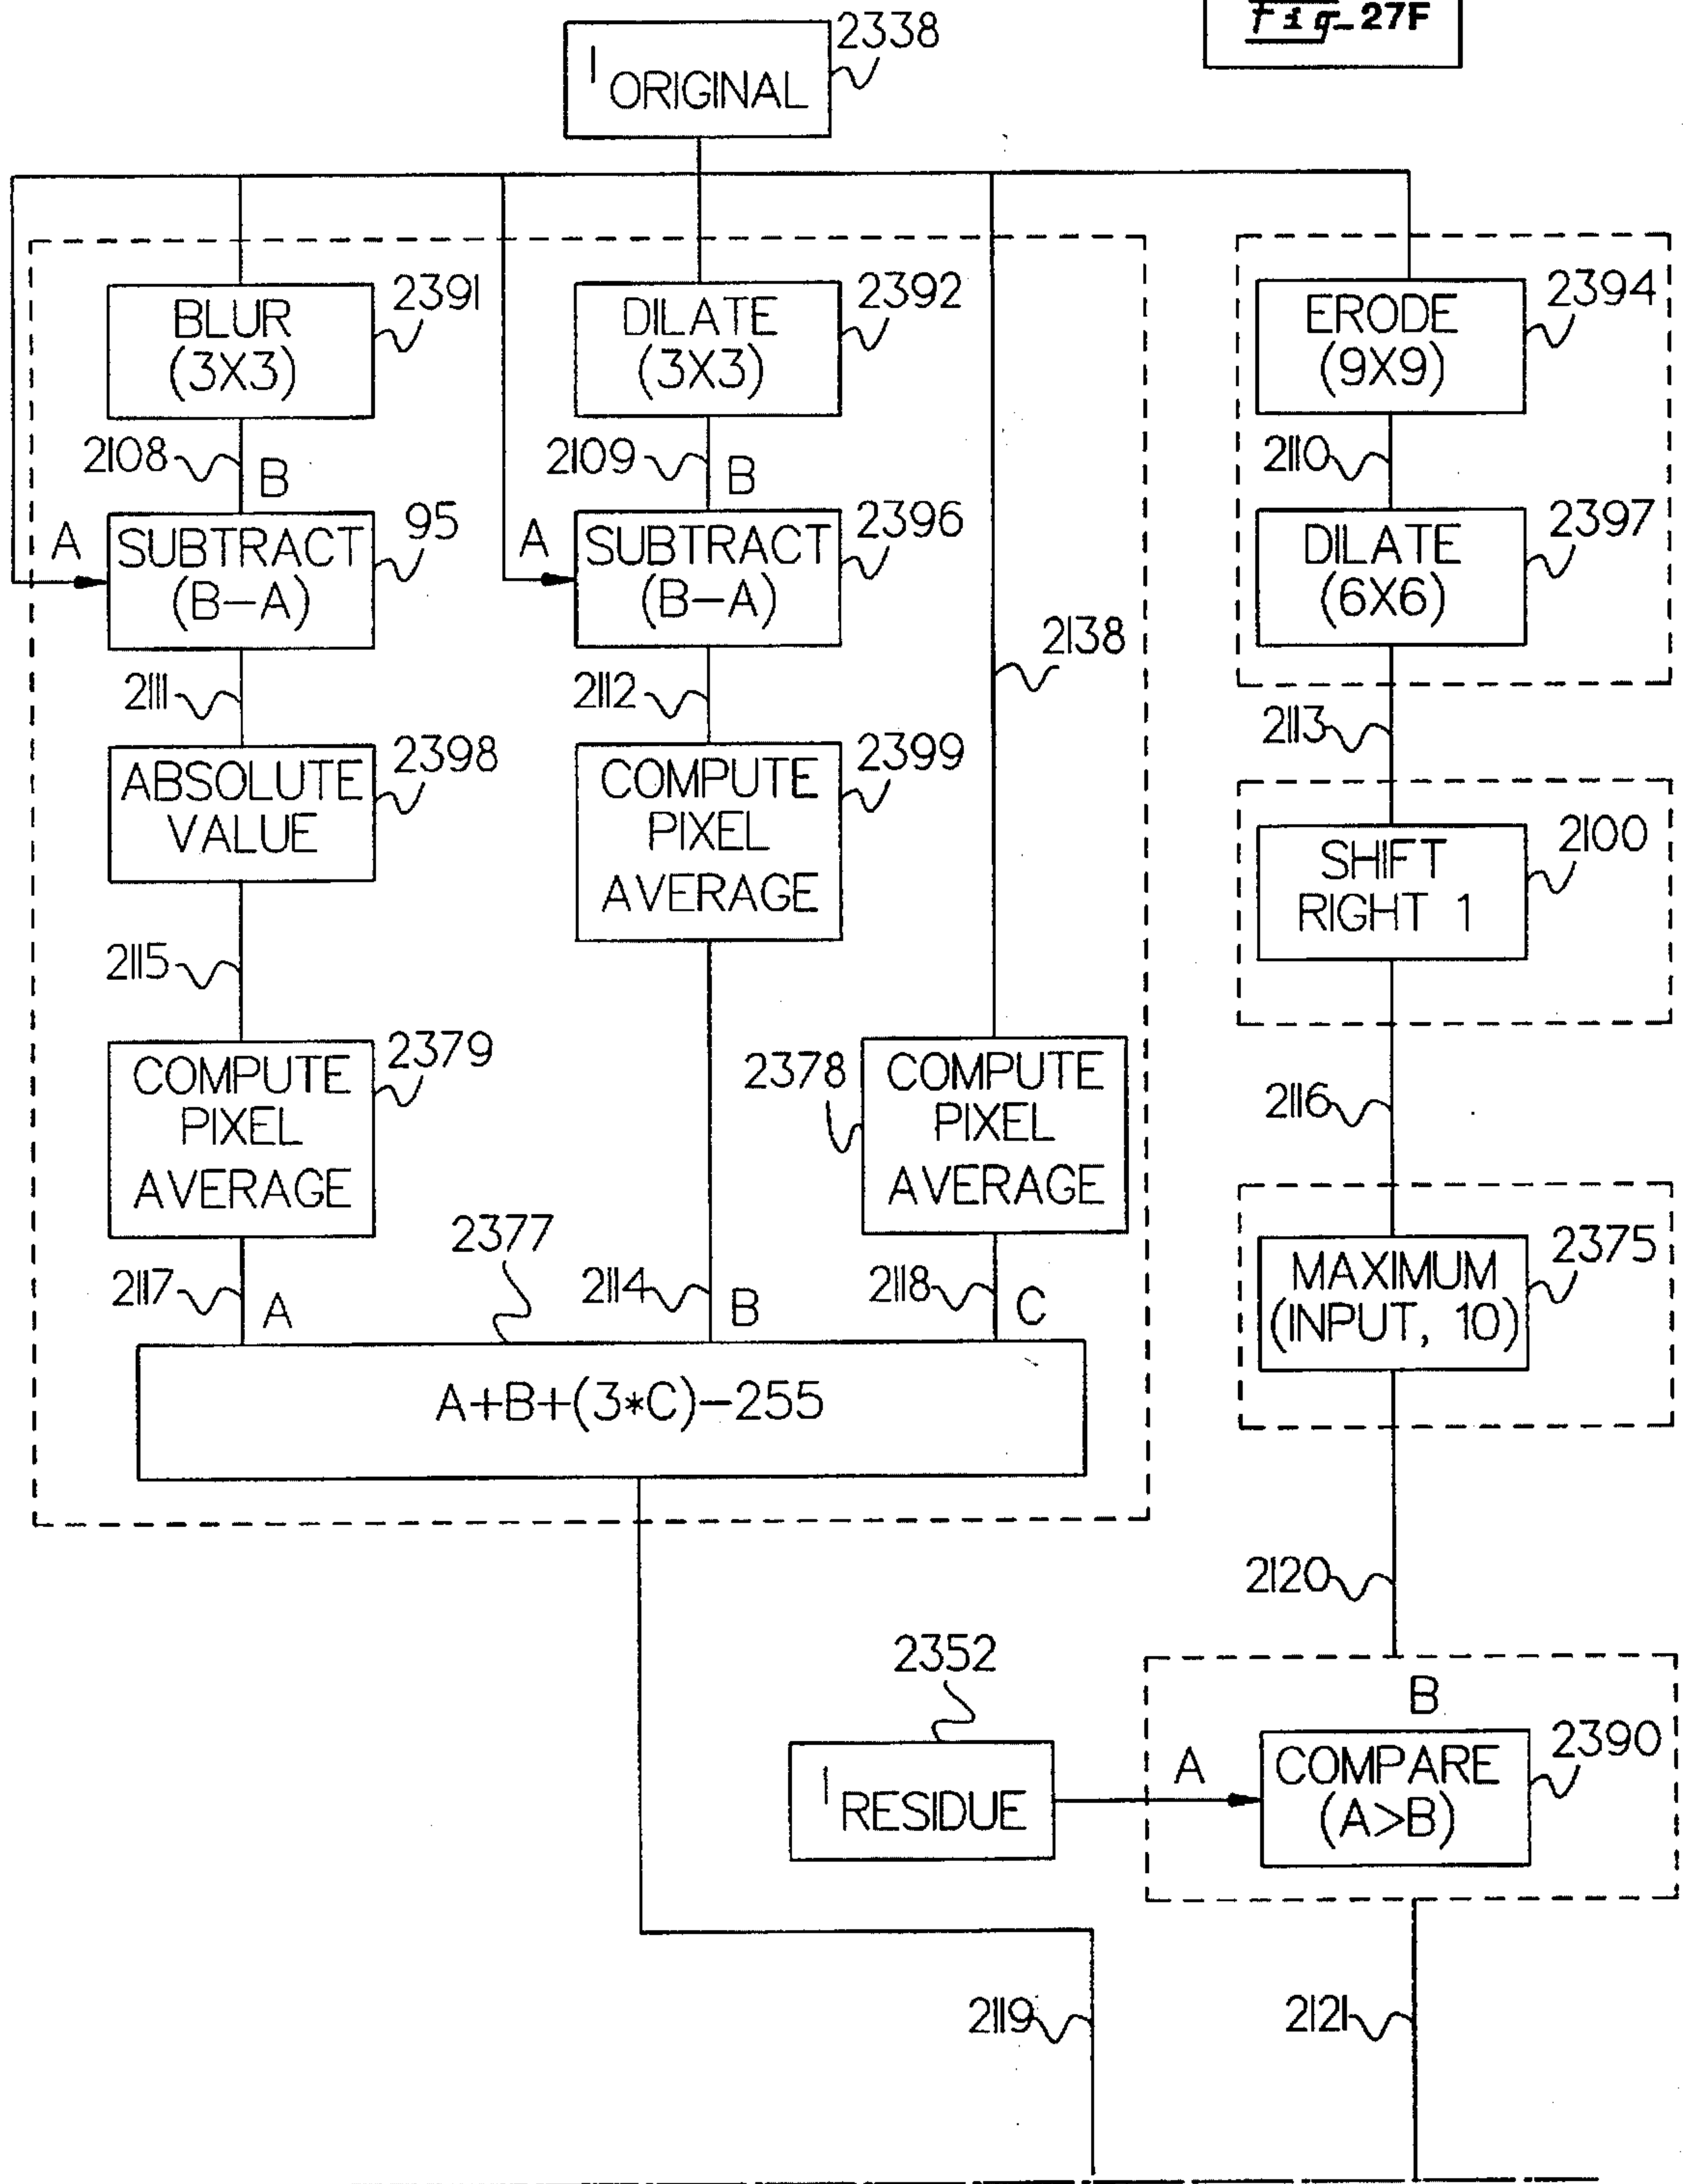 Fig_27F
I ORIGINAL
2338
BLUR
(3X3)
2391
DILATE
(3X3)
2392
ERODE
(9X9)
2394
2108
B
2109
B
2110
A
SUBTRACT
(B-A)
95
A
SUBTRACT
(B-A)
2396
DILATE
(6X6)
2397
2138
2111
2112
2113
ABSOLUTE
VALUE
2398
COMPUTE
PIXEL
AVERAGE
2399
SHIFT
RIGHT 1
2100
2115
COMPUTE
PIXEL
AVERAGE
2379
2378
COMPUTE
PIXEL
AVERAGE
2116
2377
2117
A
2114
B
2118
C
MAXIMUM
(INPUT, 10)
2375
A+B+(3*C)-255
2120
2352
I RESIDUE
A
B
COMPARE
(A>B)
2390
2119
2121